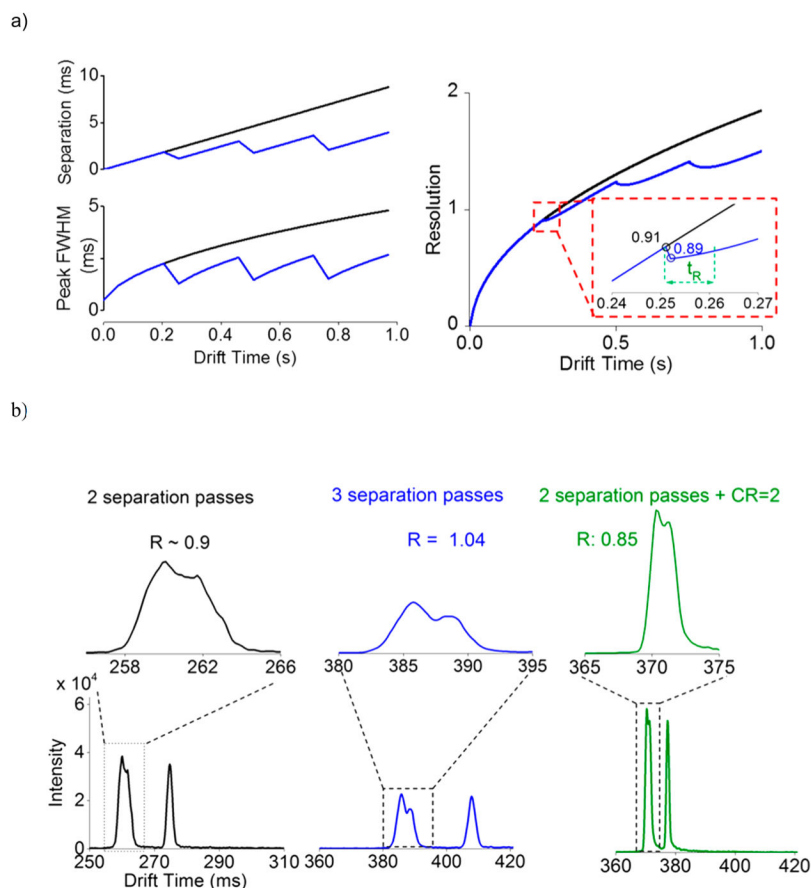 a)
Separation (ms)
10
5
0
Peak FWHM
(ms)
5
0
0.0 0.2 0.4 0.6 0.8 1.0
Drift Time (s)
Resolution
2
1
0
0.0 0.5 1.0
Drift Time (s)
0.91
0.89
tR
0.24 0.25 0.26 0.27
b)
2 separation passes
R ~ 0.9
258 262 266
3 separation passes
R = 1.04
380 385 390 395
2 separation passes + CR=2
R: 0.85
365 370 375
x 10⁴
Intensity
6
4
2
0
250 270 290 310
Drift Time (ms)
360 380 400 420
360 380 400 420